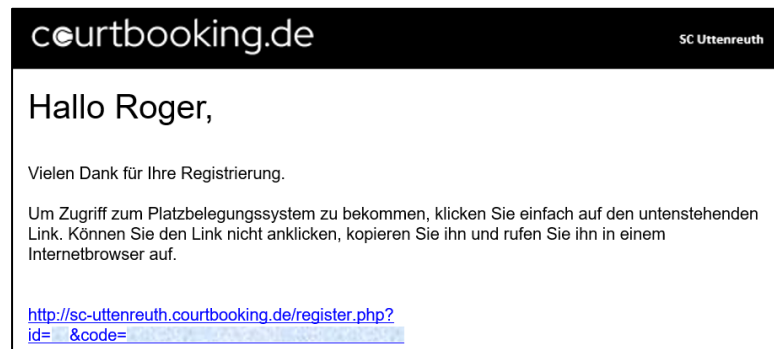 courtbooking.de
SC Uttenreuth
Hallo Roger,
Vielen Dank für Ihre Registrierung.
Um Zugriff zum Platzbelegungssystem zu bekommen, klicken Sie einfach auf den untenstehenden
Link. Können Sie den Link nicht anklicken, kopieren Sie ihn und rufen Sie ihn in einem
Internetbrowser auf.
http://sc-uttenreuth.courtbooking.de/register.php?
id= &code=